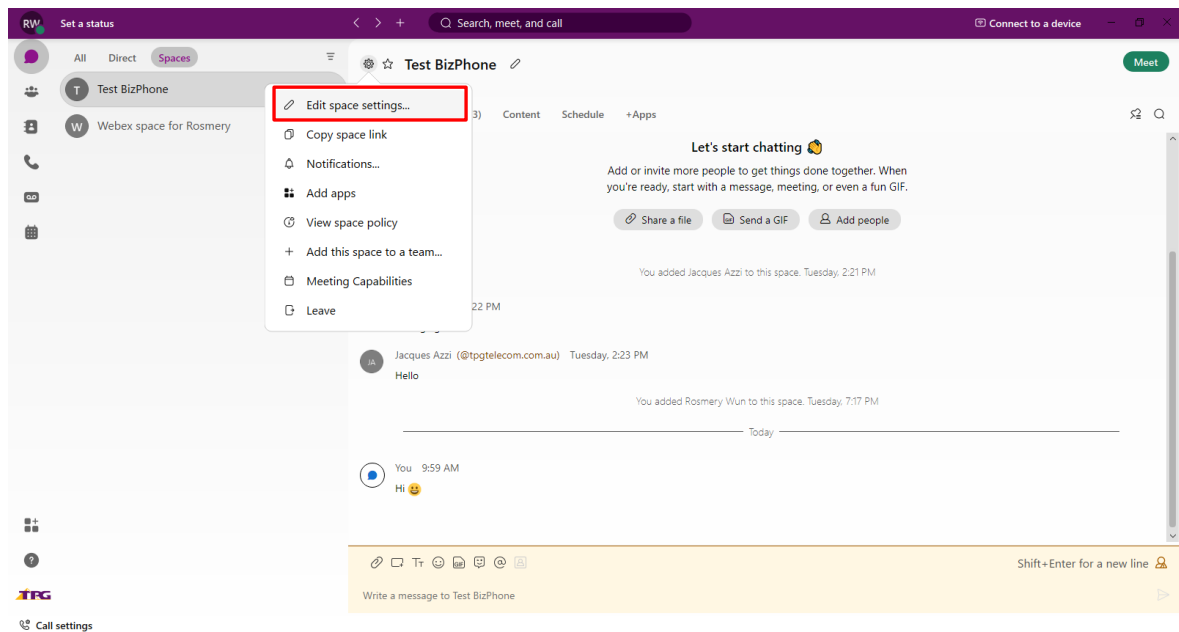 RW Set a status Search, meet, and call Connect to a device
All Direct Spaces
T Test BizPhone
W Webex space for Rosmery
Test BizPhone Meet
3) Content Schedule +Apps
Edit space settings...
Copy space link
Notifications...
Add apps
View space policy
Add this space to a team...
Meeting Capabilities
Leave
Let's start chatting
Add or invite more people to get things done together. When
you're ready, start with a message, meeting, or even a fun GIF.
Share a file GIF Send a GIF Add people
You added Jacques Azzi to this space. Tuesday, 2:21 PM
22 PM
JA Jacques Azzi (@tpgtelecom.com.au) Tuesday, 2:23 PM
Hello
You added Rosmery Wun to this space. Tuesday, 7:17 PM
Today
You 9:59 AM
Hi 😀
Tт GIF @ Shift+Enter for a new line
Write a message to Test BizPhone
?
TPG
Call settings